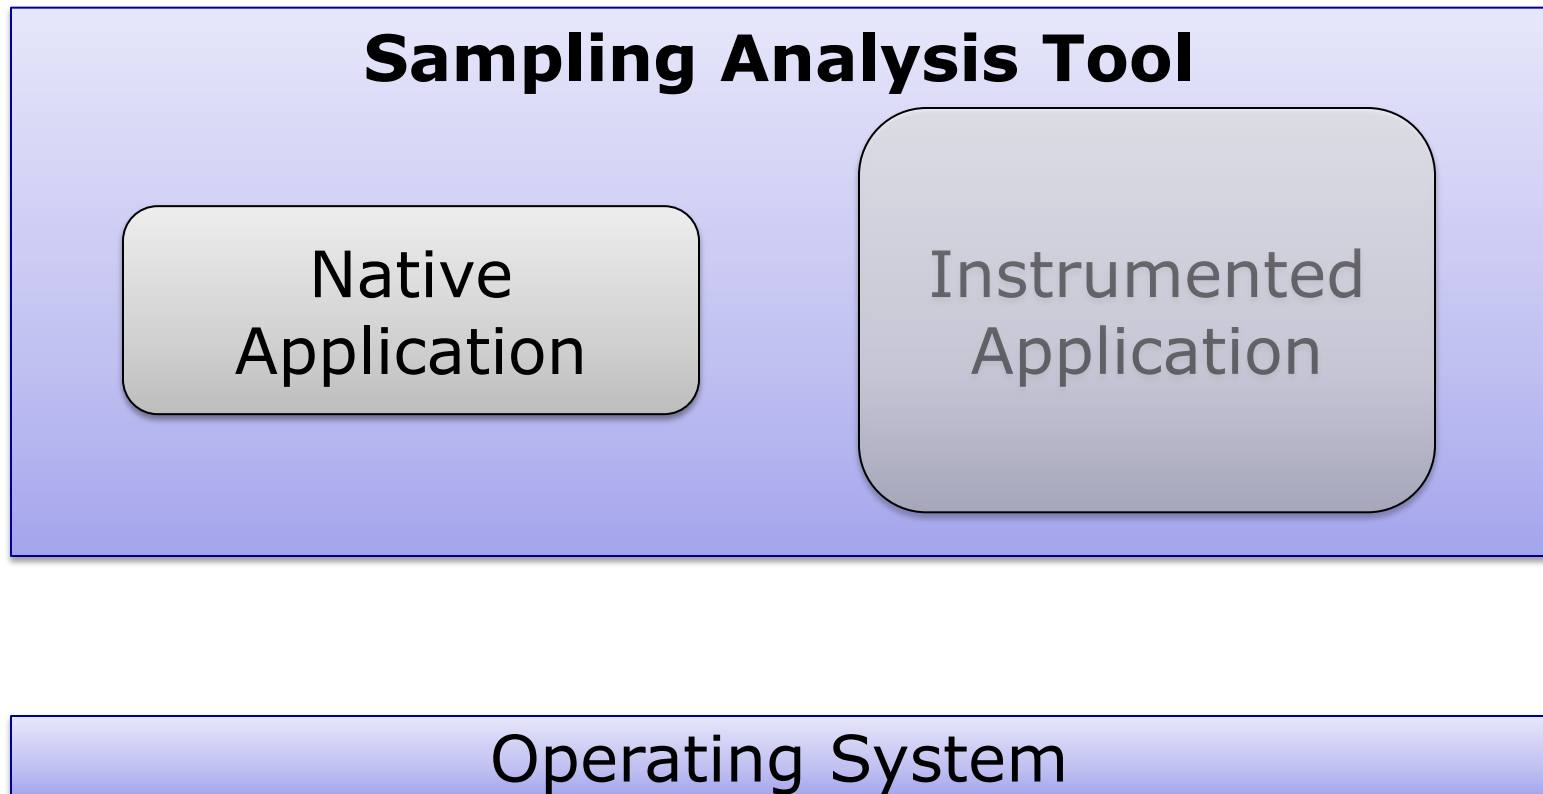 Sampling Analysis Tool
Native
Application
Instrumented
Application
Operating System